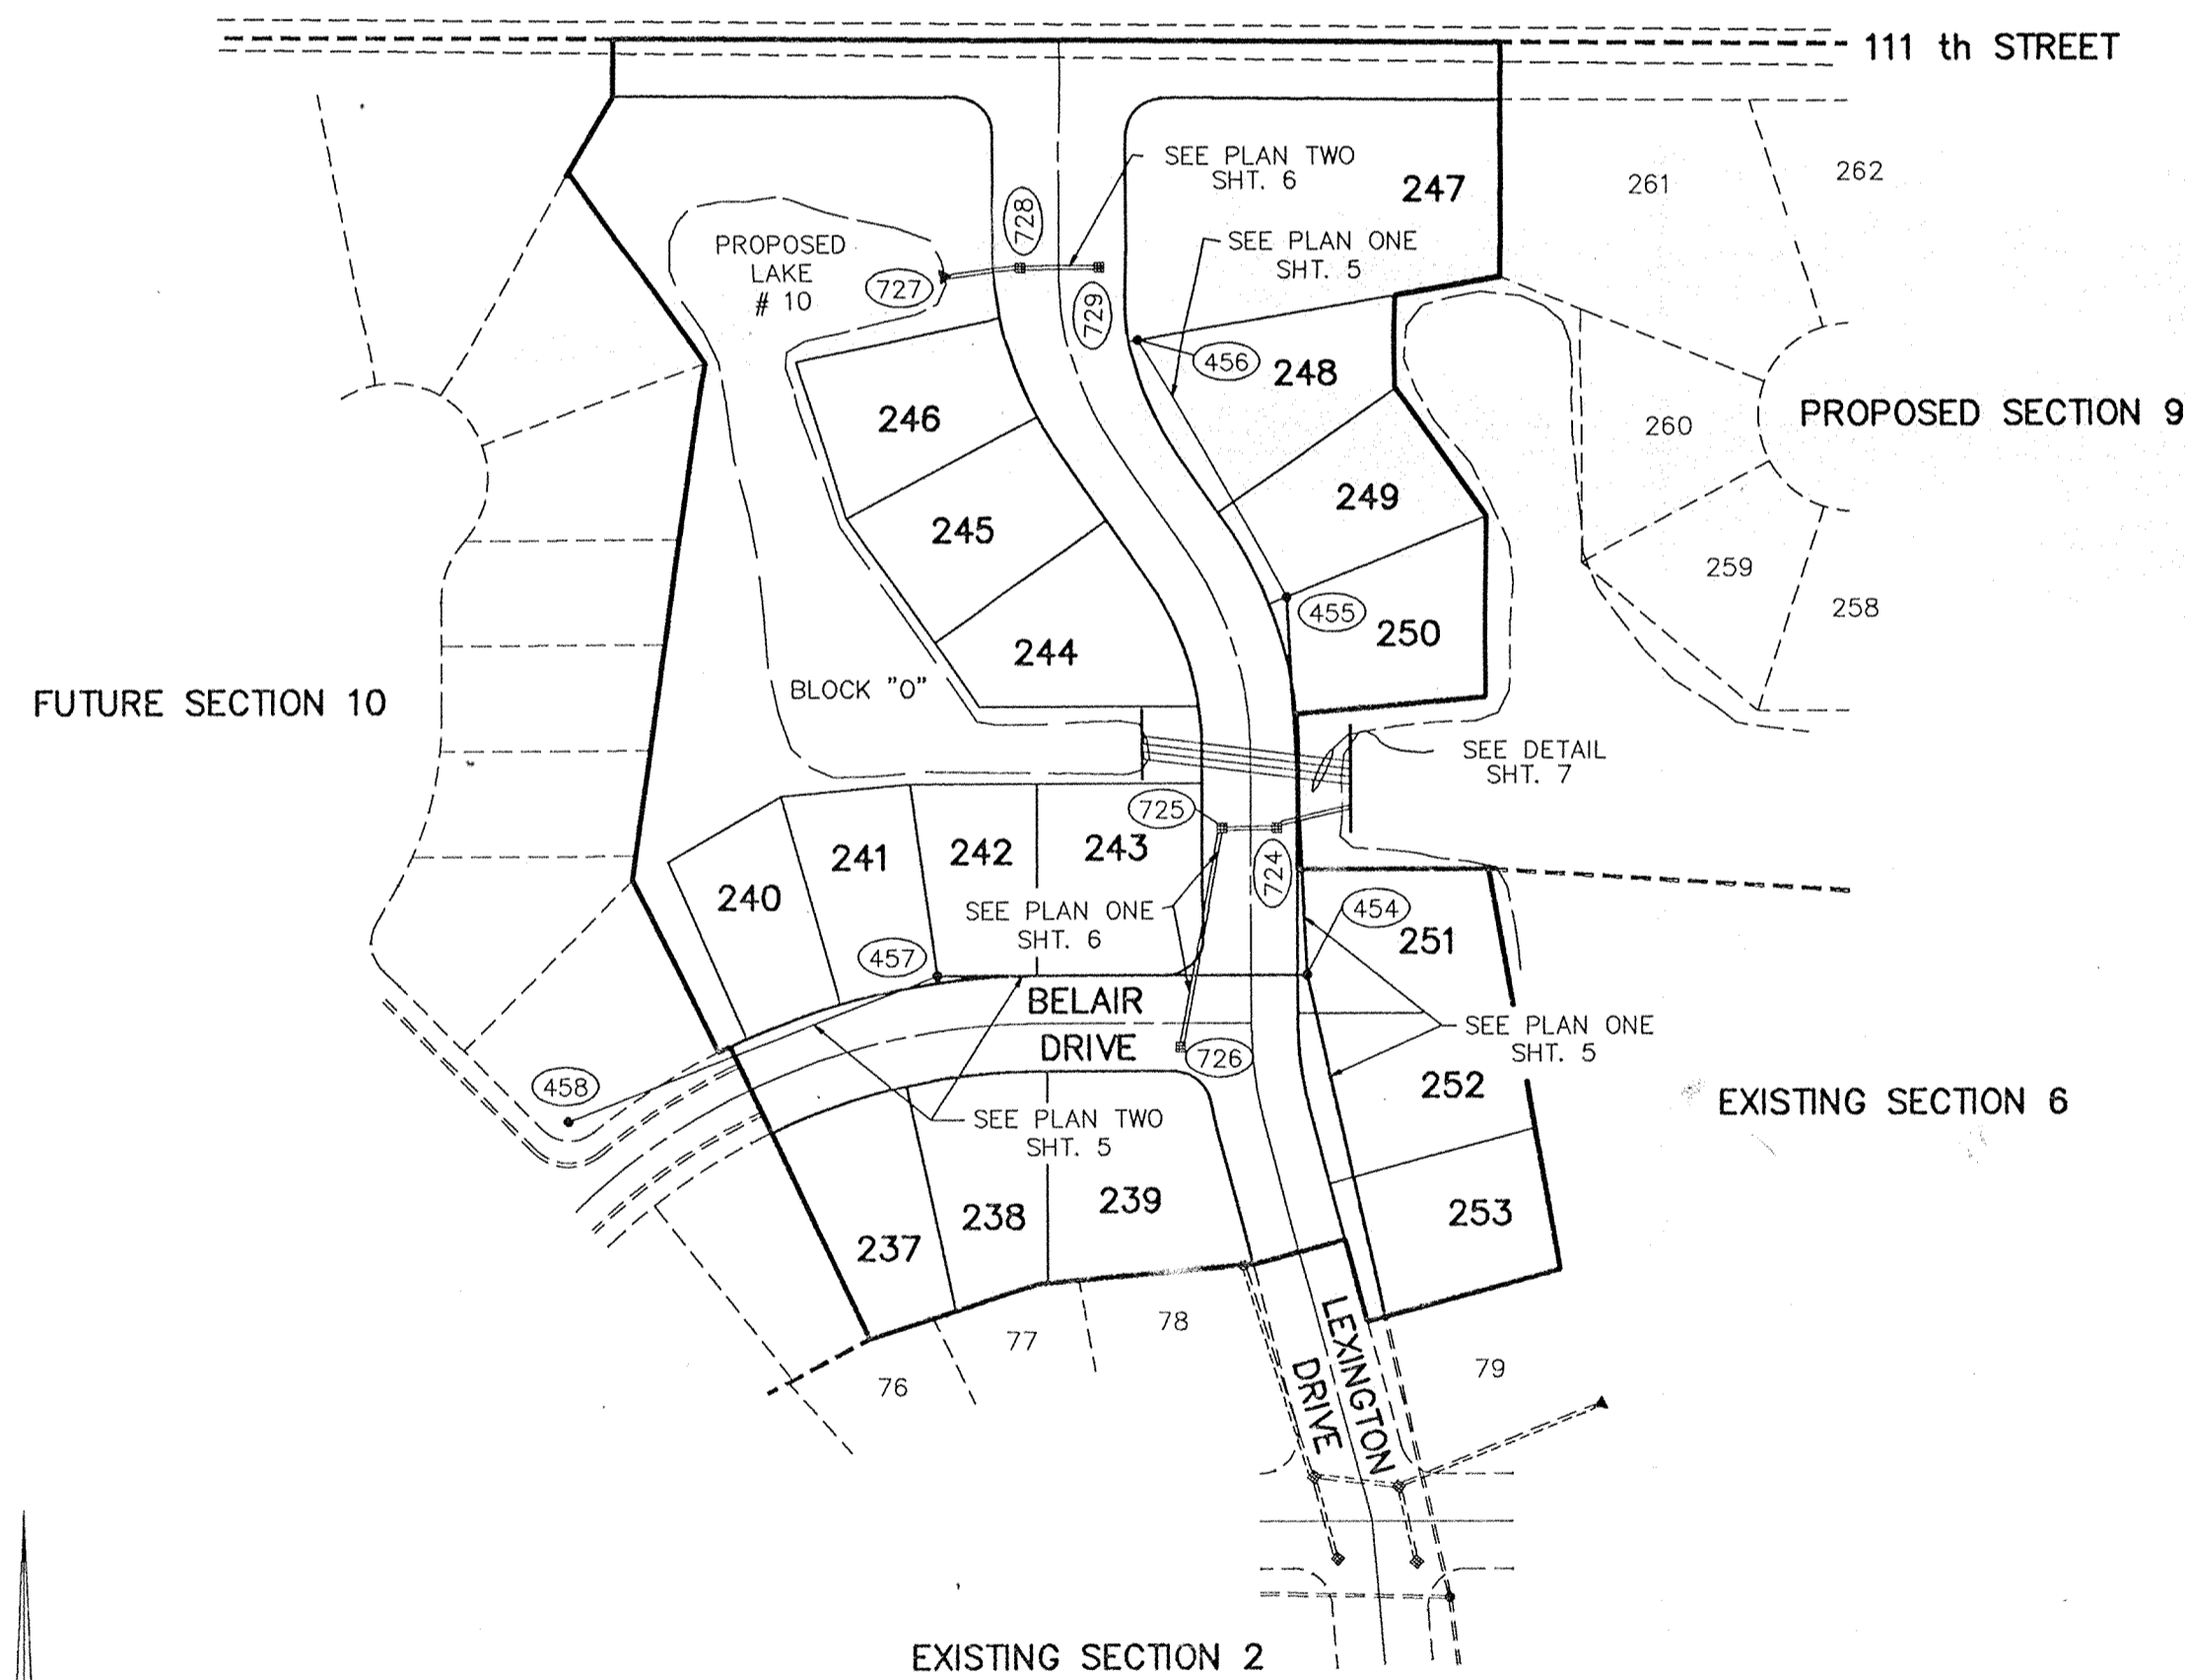 111 th STREET
SEE PLAN TWO
SHT. 6
247
261
262
728
SEE PLAN ONE
SHT. 5
PROPOSED
LAKE
# 10
727
729
456
248
246
260
PROPOSED SECTION 9
249
245
259
258
455
250
244
BLOCK "O"
FUTURE SECTION 10
SEE DETAIL
SHT. 7
725
241
242
243
724
240
SEE PLAN ONE
SHT. 6
454
251
457
BELAIR
DRIVE
SEE PLAN ONE
SHT. 5
726
458
252
EXISTING SECTION 6
SEE PLAN TWO
SHT. 5
239
238
253
237
78
77
76
79
LEXINGTON
DRIVE
EXISTING SECTION 2